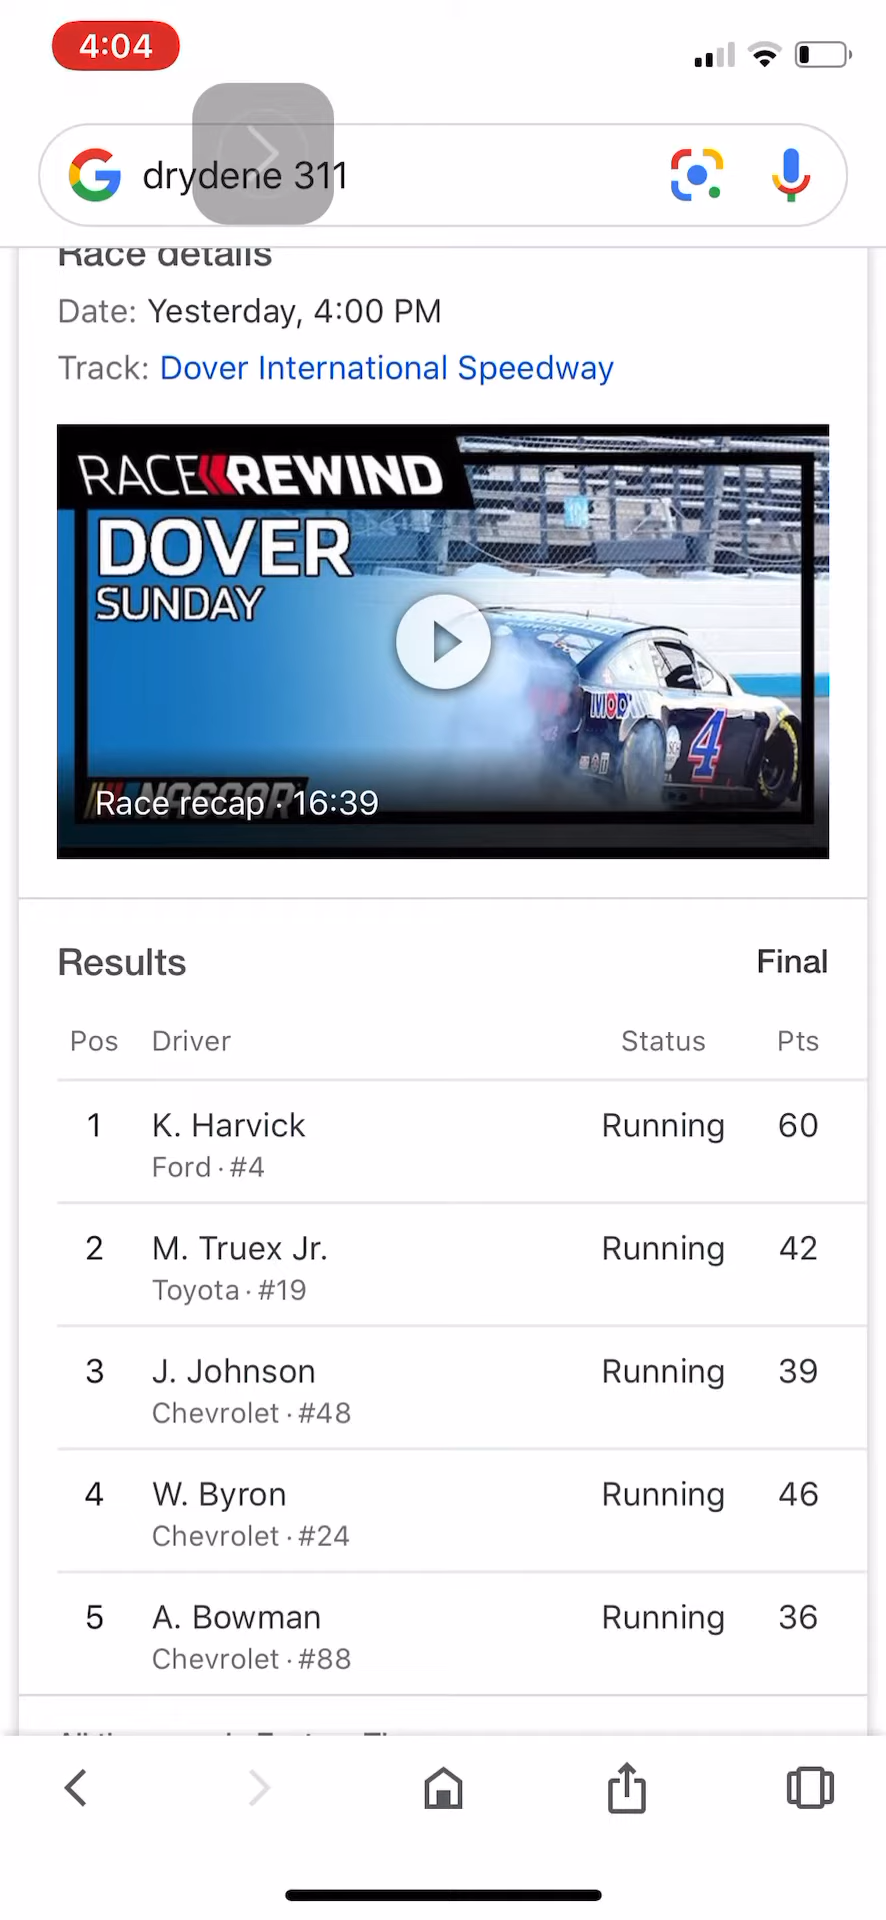 4:04
drydene 311
Race details
Date: Yesterday, 4:00 PM
Track: Dover International Speedway
RACE REWIND
DOVER
SUNDAY
Mobil
4
NASCAR
Race recap · 16:39
Results Final
Pos Driver Status Pts
1 K. Harvick Running 60
Ford · #4
2 M. Truex Jr. Running 42
Toyota · #19
3 J. Johnson Running 39
Chevrolet · #48
4 W. Byron Running 46
Chevrolet · #24
5 A. Bowman Running 36
Chevrolet · #88